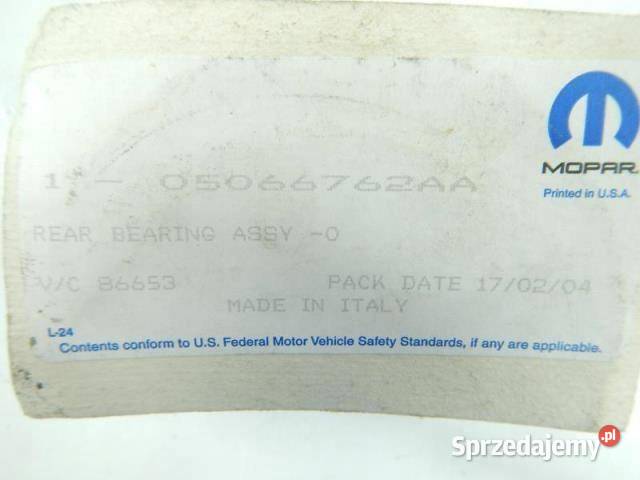 MOPAR
Printed in U.S.A.
1 - 05066762AA
REAR BEARING ASSY -0
V/C 86653 PACK DATE 17/02/04
MADE IN ITALY
L-24
Contents conform to U.S. Federal Motor Vehicle Safety Standards, if any are applicable.
Sprzedajemy.pl